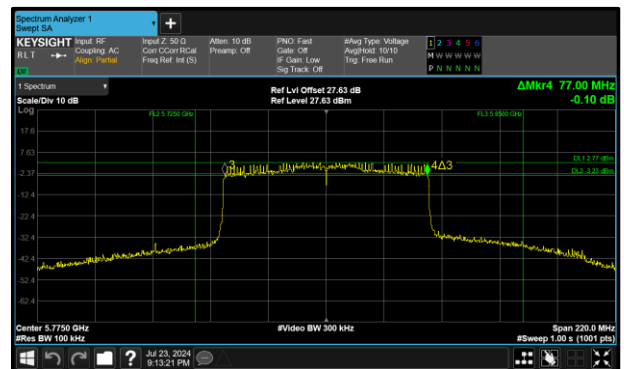 Spectrum Analyzer 1
Swept SA
+
KEYSIGHT Input: RF Input Z: 50 Ω Atten: 10 dB PNO: Fast #Avg Type: Voltage 1 2 3 4 5 6
RLT Coupling: AC Corr CCorr RCal Preamp: Off Gate: Off Avg|Hold: 10/10 M W W W W W
Align: Partial Freq Ref: Int (S) IF Gain: Low Trig: Free Run P N N N N N
Sig Track: Off
LXI
1 Spectrum Ref Lvl Offset 27.63 dB ΔMkr4 77.00 MHz
Scale/Div 10 dB Ref Level 27.63 dBm -0.10 dB
Log FL2 5.7250 GHz FL3 5.8500 GHz
17.6
7.63
3 4Δ3 DL1 2.77 dBm
-2.37 DL2 -3.23 dBm
-12.4
-22.4
-32.4
-42.4
-52.4
-62.4
Center 5.7750 GHz #Video BW 300 kHz Span 220.0 MHz
#Res BW 100 kHz #Sweep 1.00 s (1001 pts)
? Jul 23, 2024
9:13:21 PM